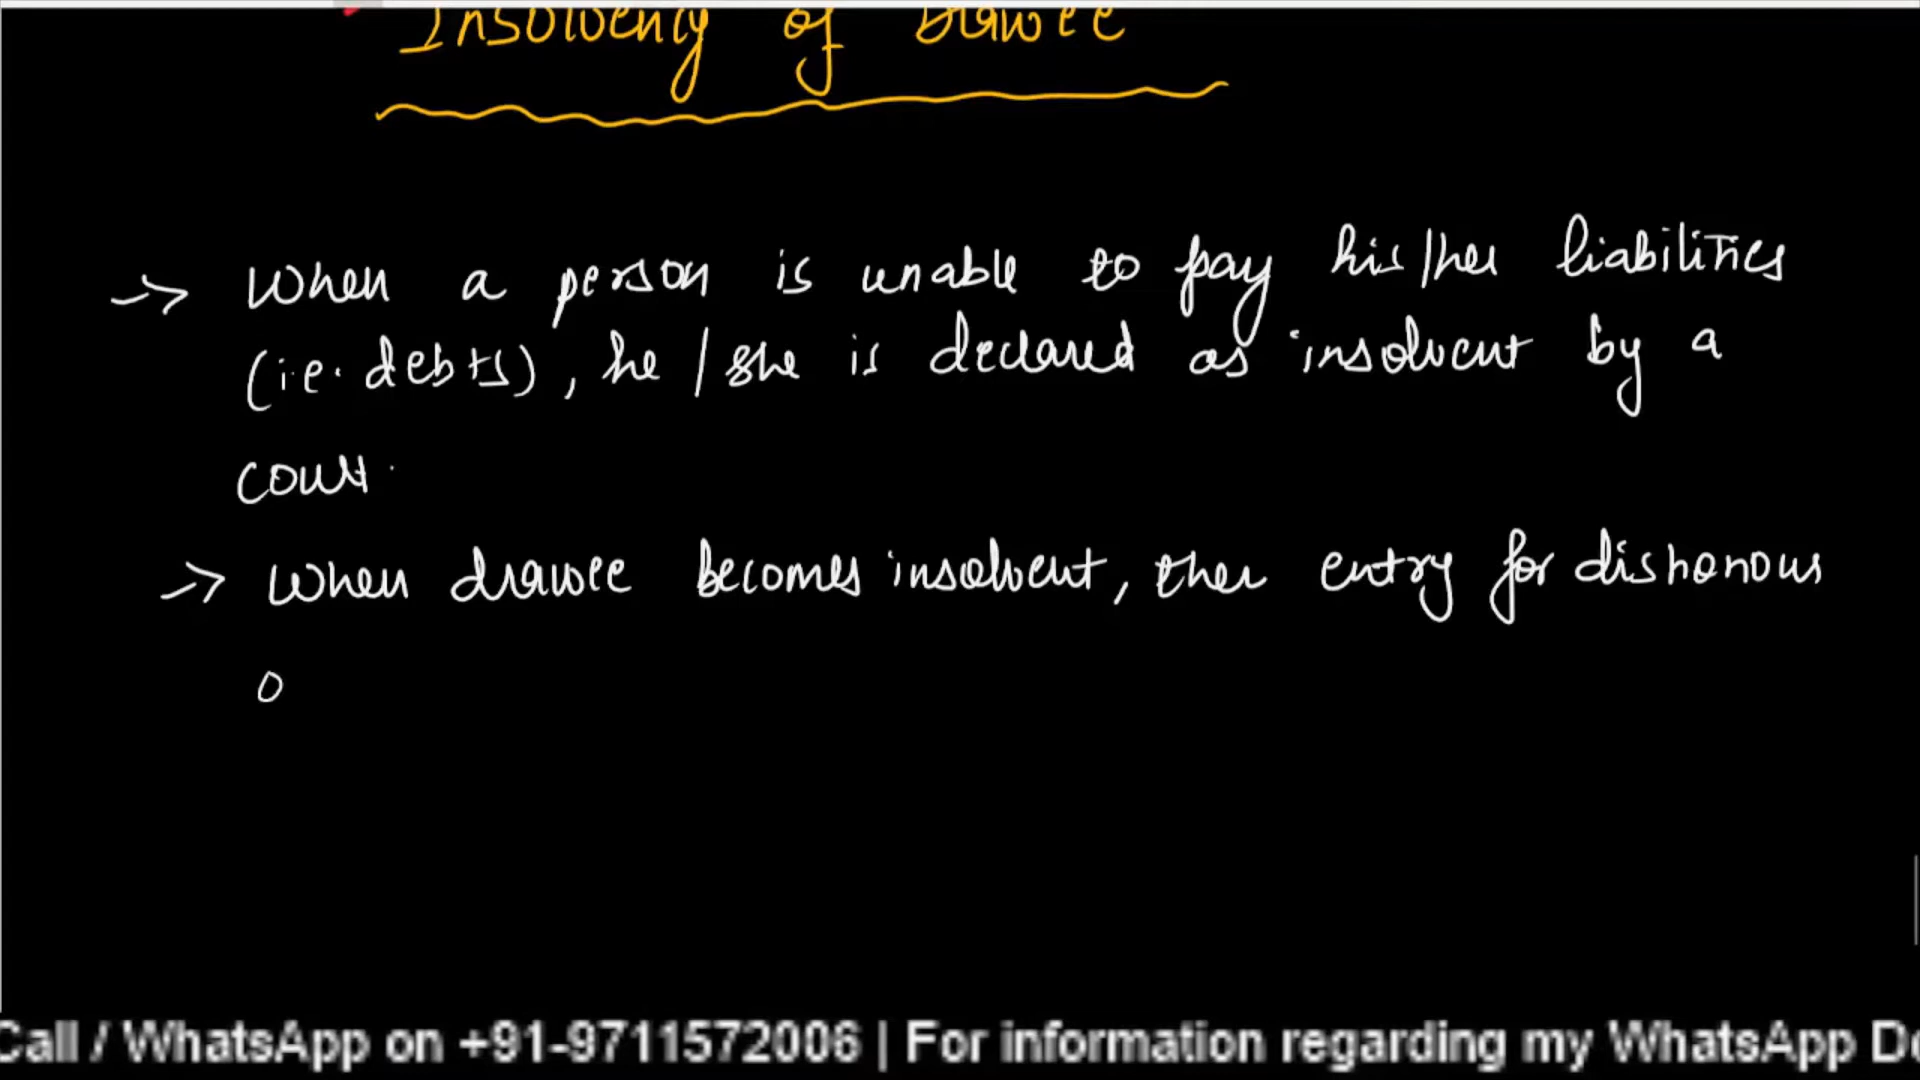 Insolvency of Drawee
-> When a person is unable to pay his/her liabilities
(i.e. debts), he / she is declared as insolvent by a
court.
-> When drawee becomes insolvent, then entry for dishonour
o
Call / WhatsApp on +91-9711572006 | For information regarding my WhatsApp De